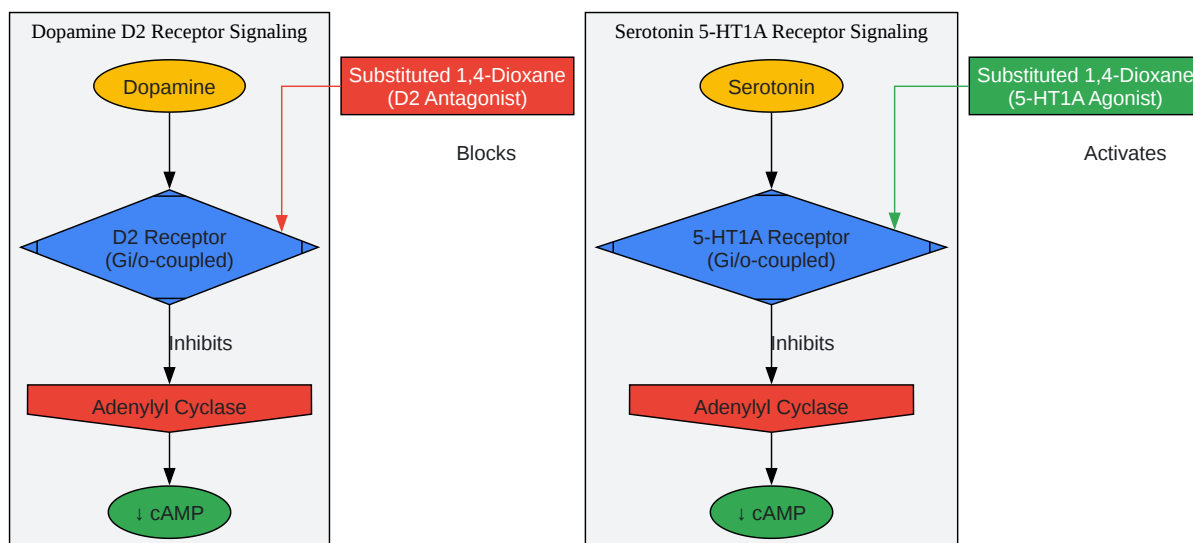 Dopamine D2 Receptor Signaling
Dopamine
Substituted 1,4-Dioxane
(D2 Antagonist)
Blocks
D2 Receptor
(Gi/o-coupled)
Inhibits
Adenylyl Cyclase
↓ cAMP
Serotonin 5-HT1A Receptor Signaling
Serotonin
Substituted 1,4-Dioxane
(5-HT1A Agonist)
Activates
5-HT1A Receptor
(Gi/o-coupled)
Inhibits
Adenylyl Cyclase
↓ cAMP